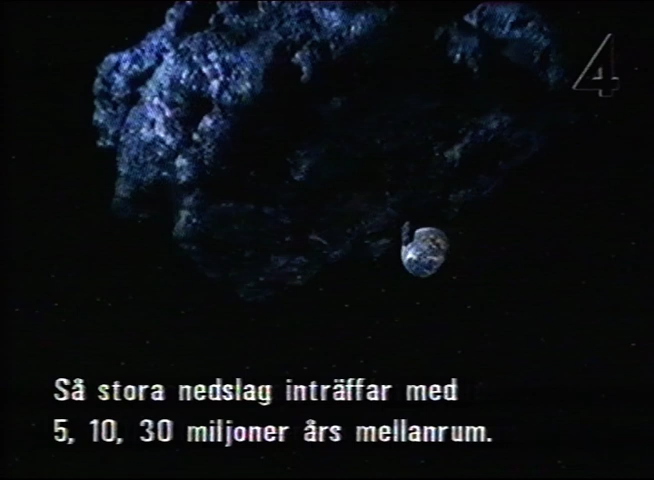 4
Så stora nedslag inträffar med
5, 10, 30 miljoner års mellanrum.